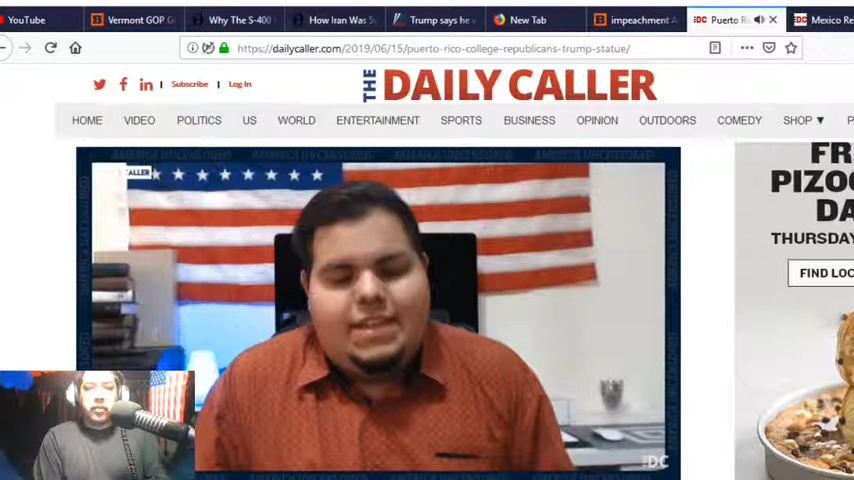 YouTube
Vermont GOP G
Why The S-400
How Iran Was S
Trump says he
New Tab
impeachment A
Puerto Ri
Mexico Re
https://dailycaller.com/2019/06/15/puerto-rico-college-republicans-trump-statue/
Subscribe | Log In
THE DAILY CALLER
HOME VIDEO POLITICS US WORLD ENTERTAINMENT SPORTS BUSINESS OPINION OUTDOORS COMEDY SHOP ▼ P
CALLER
DC
FR
PIZOO
DA
THURSDAY
FIND LOC